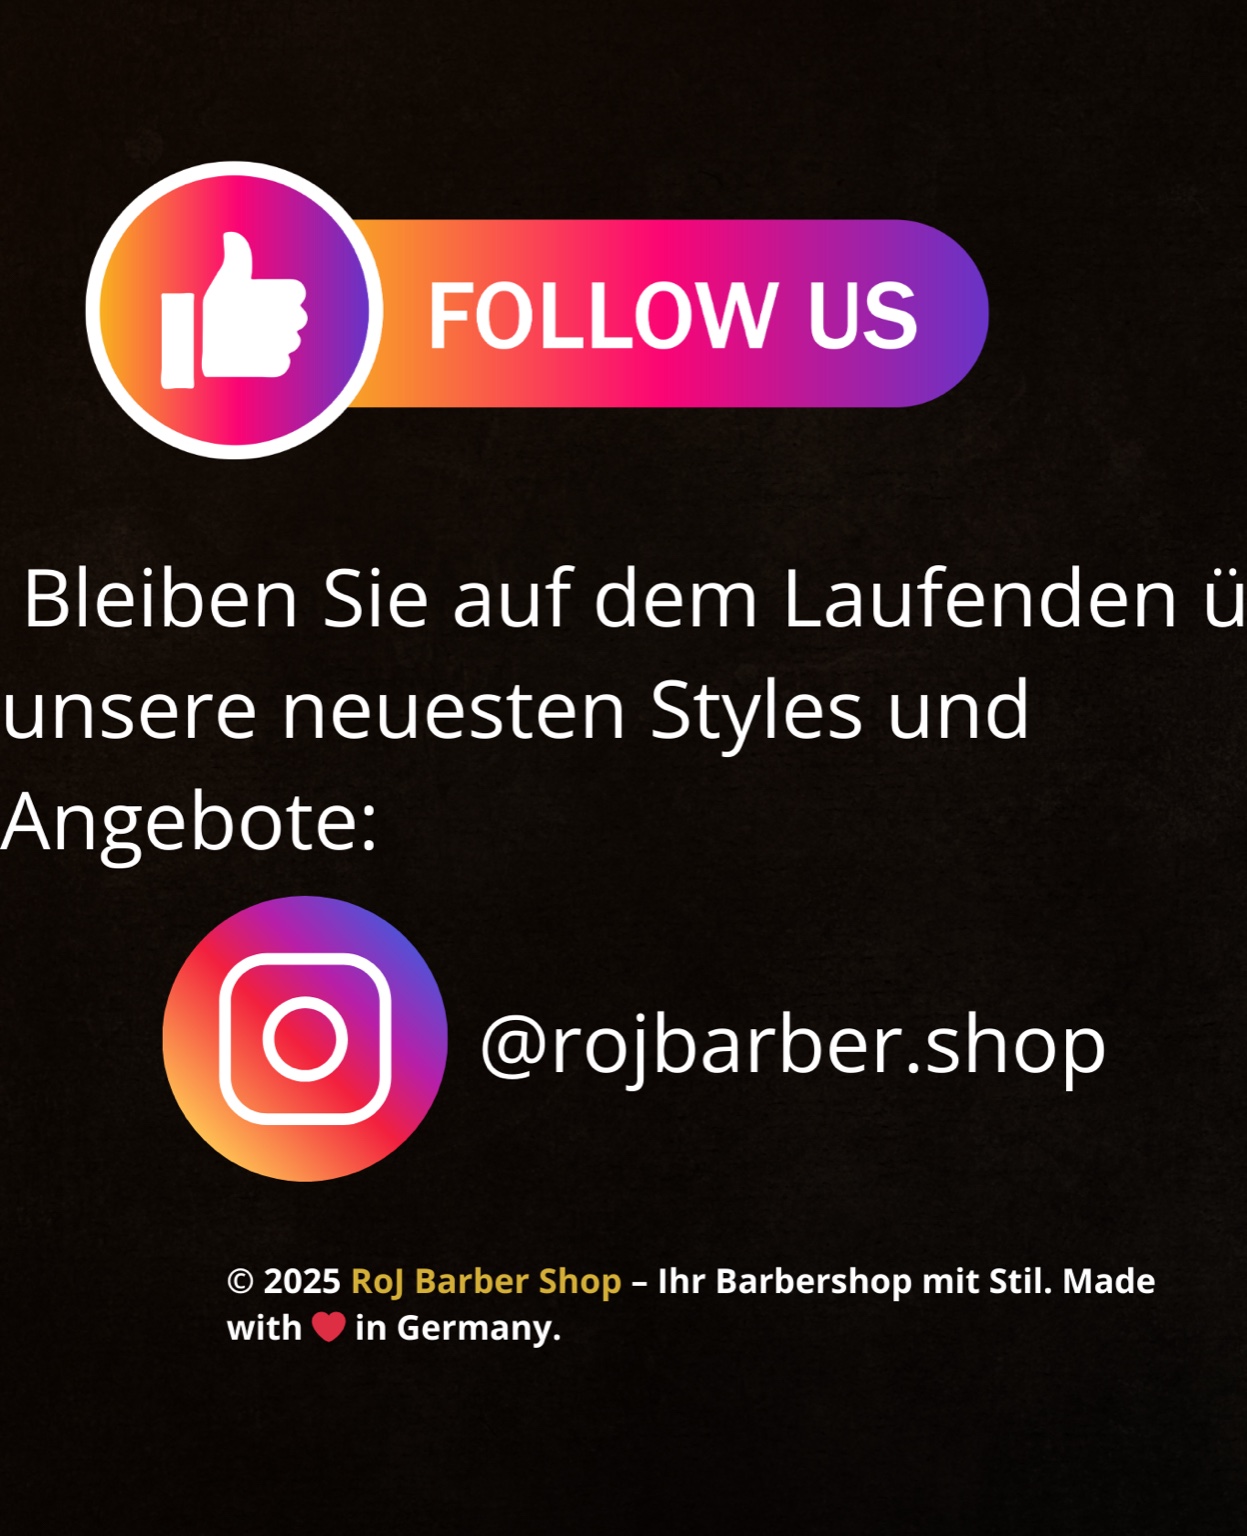 FOLLOW US
Bleiben Sie auf dem Laufenden
unsere neuesten Styles und
Angebote:
@rojbarber.shop
© 2025 RoJ Barber Shop – Ihr Barbershop mit Stil. Made
with ❤️ in Germany.